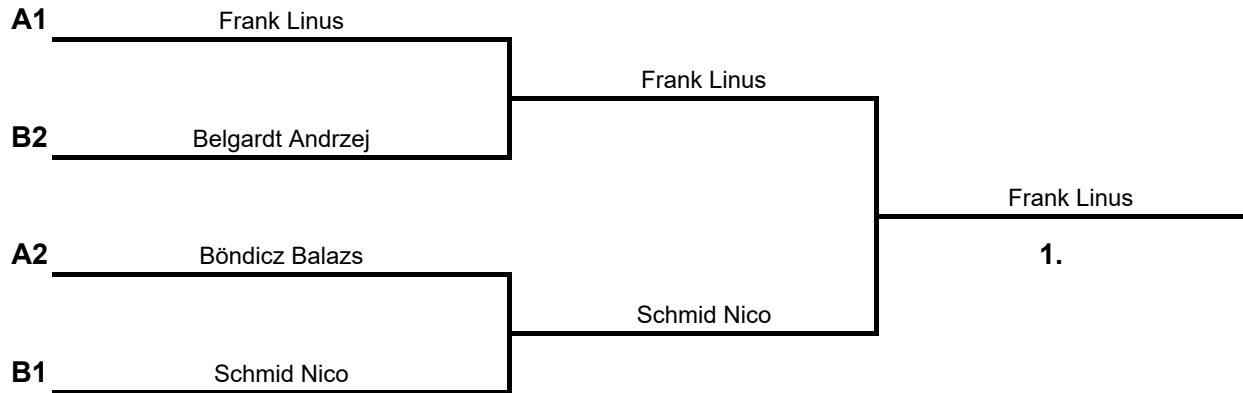 A1 Frank Linus
Frank Linus
B2 Belgardt Andrzej
Frank Linus
A2 Böndicz Balazs
1.
Schmid Nico
B1 Schmid Nico